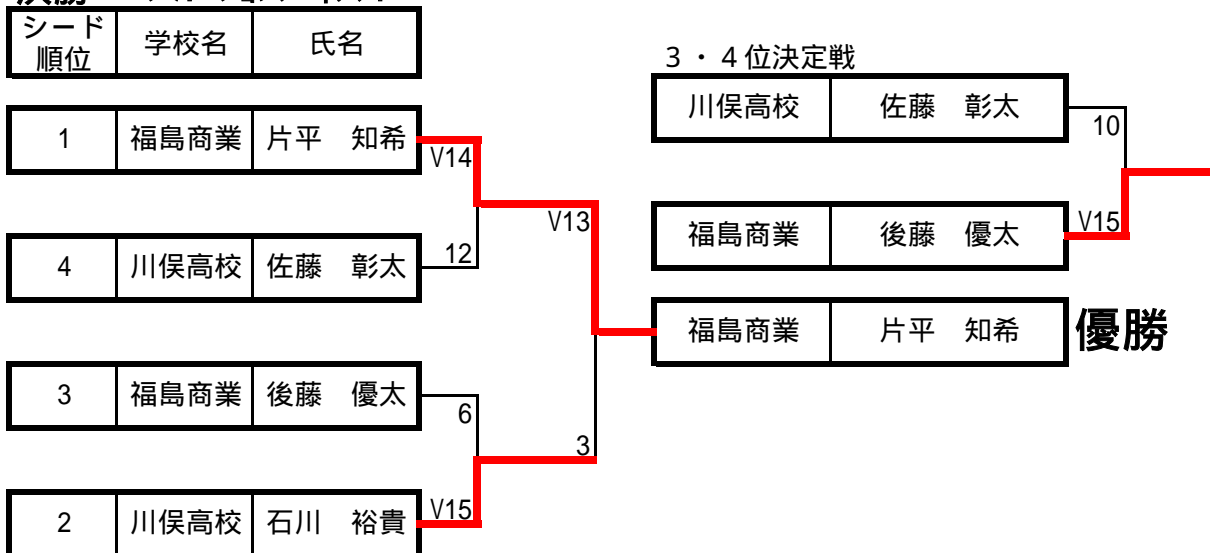 シード順位 学校名 氏名
1 福島商業 片平 知希
V14
4 川俣高校 佐藤 彰太
12
3 福島商業 後藤 優太
6
2 川俣高校 石川 裕貴
V15
V13
3
3・4位決定戦
川俣高校 佐藤 彰太
10
福島商業 後藤 優太
V15
福島商業 片平 知希 優勝